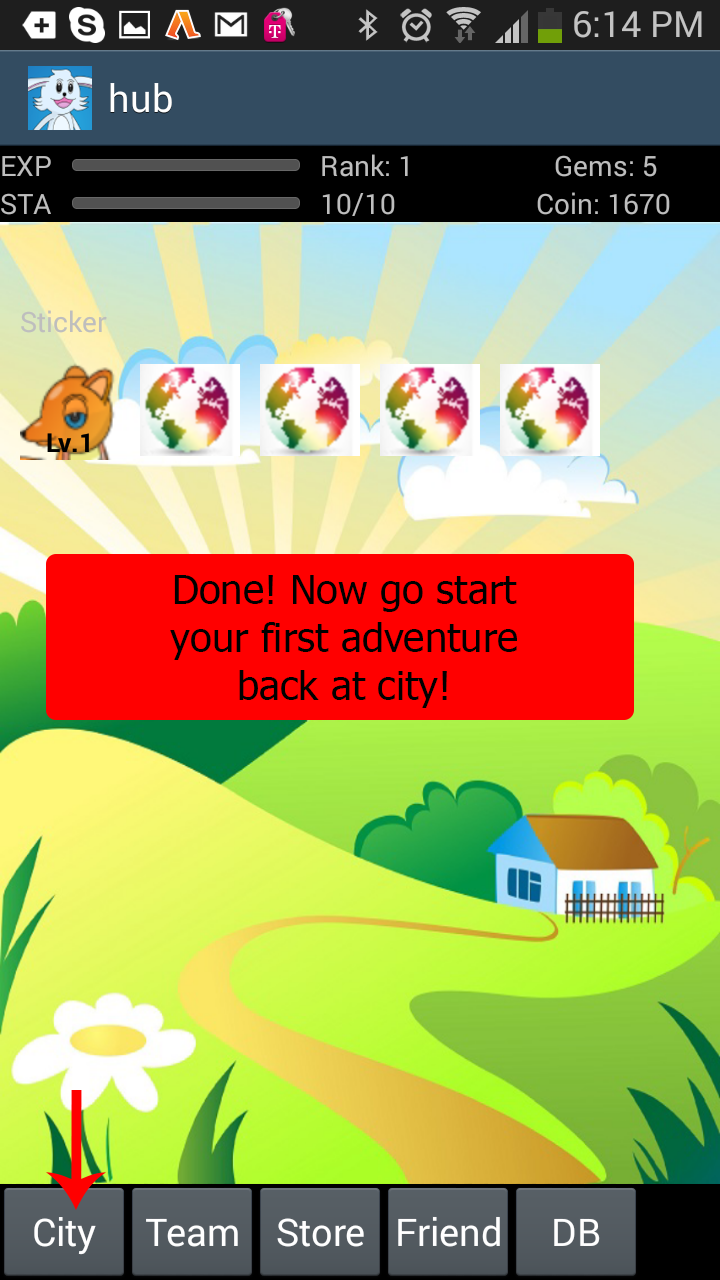 6:14 PM
hub
EXP Rank: 1 Gems: 5
STA 10/10 Coin: 1670
Sticker
Lv.1
Done! Now go start
your first adventure
back at city!
City Team Store Friend DB